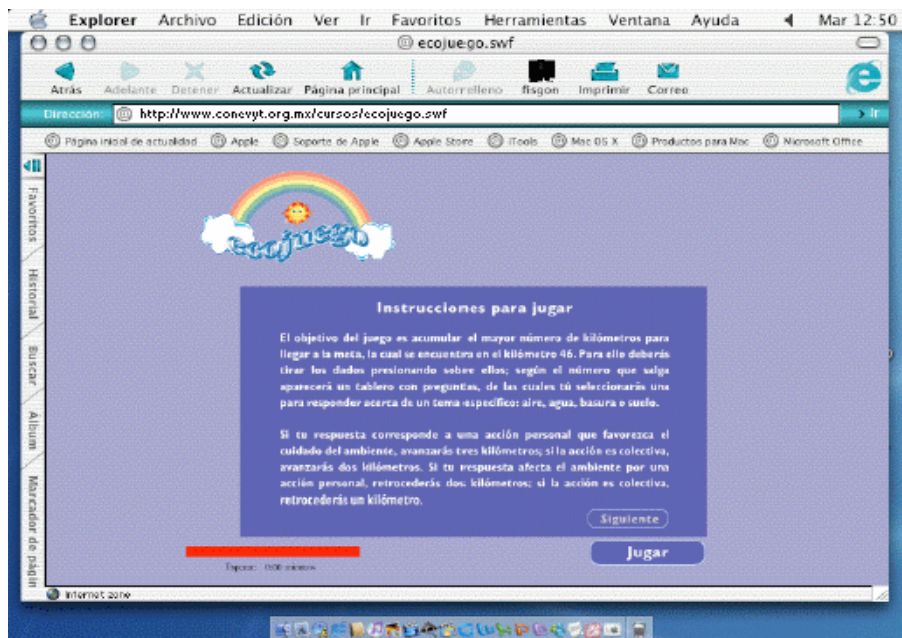 Explorer Archivo Edición Ver Ir Favoritos Herramientas Ventana Ayuda Mar 12:50
ecojuego.swf
Atrás Adelante Detener Actualizar Página principal Autorrelleno fisgon Imprimir Correo
Dirección: http://www.conevyt.org.mx/cursos/ecojuego.swf Ir
Página inicial de actualidad Apple Soporte de Apple Apple Store iTools Mac OS X Productos para Mac Microsoft Office
Favoritos
Historial
Buscar
Álbum
Marcador de págin
ecojuego
Instrucciones para jugar
El objetivo del juego es acumular el mayor número de kilómetros para
llegar a la meta, la cual se encuentra en el kilómetro 46. Para ello deberás
tirar los dados presionando sobre ellos; según el número que salga
aparecerá un tablero con preguntas, de las cuales tú seleccionarás una
para responder acerca de un tema específico: aire, agua, basura o suelo.
Si tu respuesta corresponde a una acción personal que favorezca el
cuidado del ambiente, avanzarás tres kilómetros; si la acción es colectiva,
avanzarás dos kilómetros. Si tu respuesta afecta el ambiente por una
acción personal, retrocederás dos kilómetros; si la acción es colectiva,
retrocederás un kilómetro.
Siguiente
Jugar
Internet zone